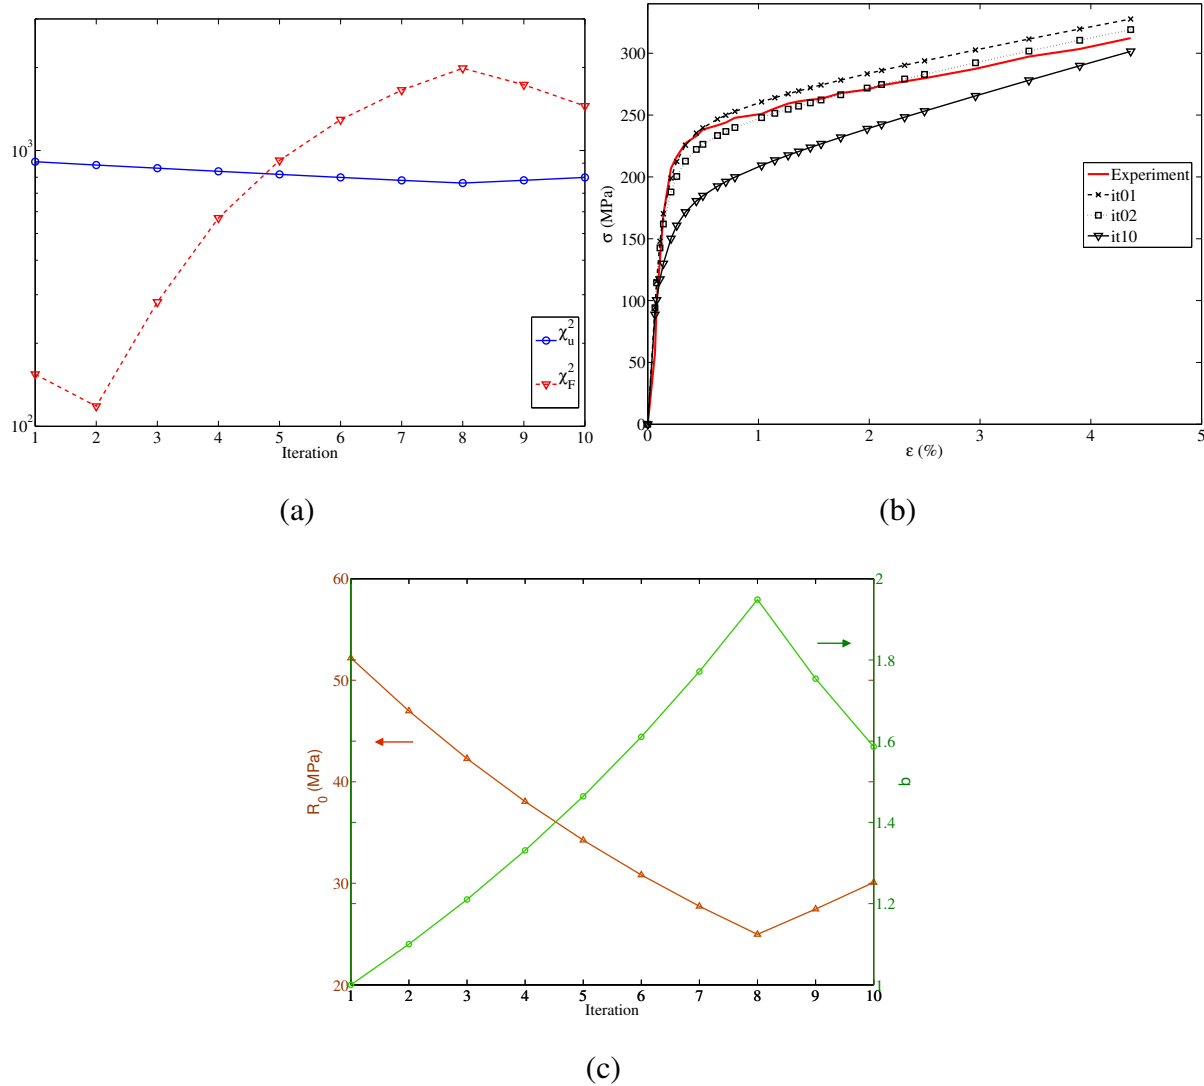 10^3
10^2
1 2 3 4 5 6 7 8 9 10
Iteration
χ_u^2
χ_F^2
(a)
σ (MPa)
300
250
200
150
100
50
0
0 1 2 3 4 5
ε (%)
Experiment
it01
it02
it10
(b)
R_0 (MPa)
60
50
40
30
20
2
1.8
1.6
1.4
1.2
1
b
1 2 3 4 5 6 7 8 9 10
Iteration
(c)